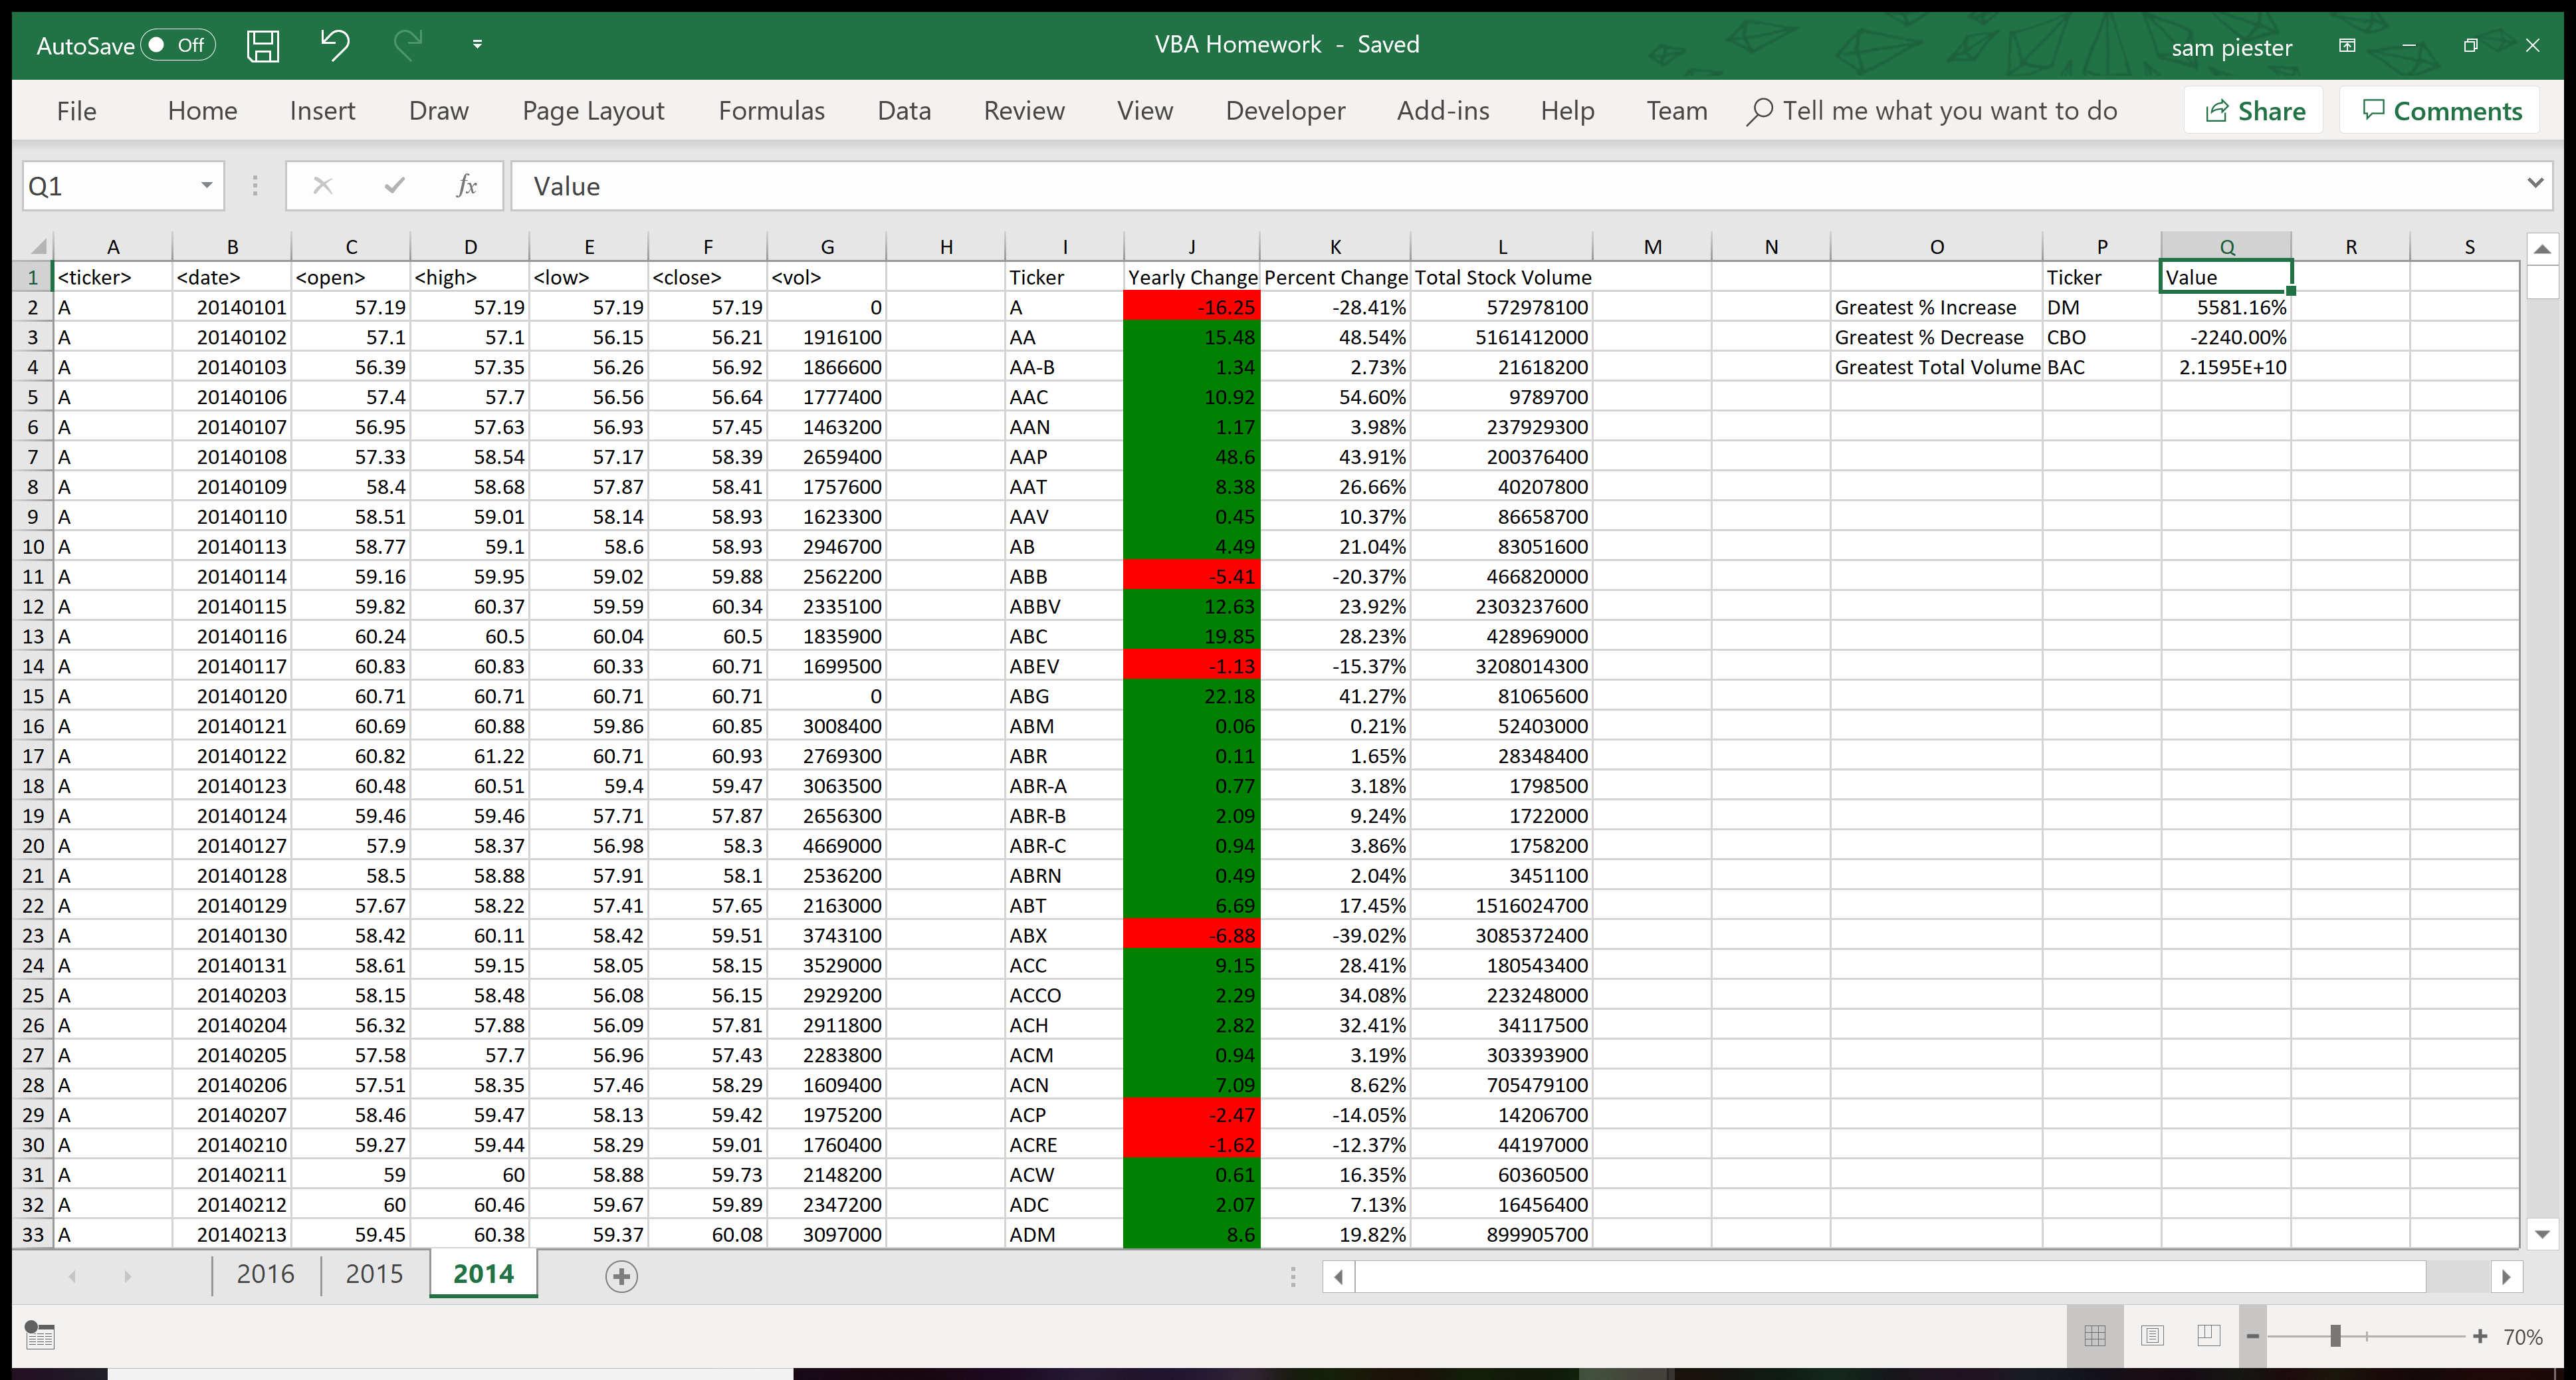 AutoSave Off VBA Homework - Saved sam piester
File Home Insert Draw Page Layout Formulas Data Review View Developer Add-ins Help Team Tell me what you want to do Share Comments
Q1 fx Value
A B C D E F G H I J K L M N O P Q R S
1 <ticker> <date> <open> <high> <low> <close> <vol> Ticker Yearly Change Percent Change Total Stock Volume Ticker Value
2 A 20140101 57.19 57.19 57.19 57.19 0 A -16.25 -28.41% 572978100 Greatest % Increase DM 5581.16%
3 A 20140102 57.1 57.1 56.15 56.21 1916100 AA 15.48 48.54% 5161412000 Greatest % Decrease CBO -2240.00%
4 A 20140103 56.39 57.35 56.26 56.92 1866600 AA-B 1.34 2.73% 21618200 Greatest Total Volume BAC 2.1595E+10
5 A 20140106 57.4 57.7 56.56 56.64 1777400 AAC 10.92 54.60% 9789700
6 A 20140107 56.95 57.63 56.93 57.45 1463200 AAN 1.17 3.98% 237929300
7 A 20140108 57.33 58.54 57.17 58.39 2659400 AAP 48.6 43.91% 200376400
8 A 20140109 58.4 58.68 57.87 58.41 1757600 AAT 8.38 26.66% 40207800
9 A 20140110 58.51 59.01 58.14 58.93 1623300 AAV 0.45 10.37% 86658700
10 A 20140113 58.77 59.1 58.6 58.93 2946700 AB 4.49 21.04% 83051600
11 A 20140114 59.16 59.95 59.02 59.88 2562200 ABB -5.41 -20.37% 466820000
12 A 20140115 59.82 60.37 59.59 60.34 2335100 ABBV 12.63 23.92% 2303237600
13 A 20140116 60.24 60.5 60.04 60.5 1835900 ABC 19.85 28.23% 428969000
14 A 20140117 60.83 60.83 60.33 60.71 1699500 ABEV -1.13 -15.37% 3208014300
15 A 20140120 60.71 60.71 60.71 60.71 0 ABG 22.18 41.27% 81065600
16 A 20140121 60.69 60.88 59.86 60.85 3008400 ABM 0.06 0.21% 52403000
17 A 20140122 60.82 61.22 60.71 60.93 2769300 ABR 0.11 1.65% 28348400
18 A 20140123 60.48 60.51 59.4 59.47 3063500 ABR-A 0.77 3.18% 1798500
19 A 20140124 59.46 59.46 57.71 57.87 2656300 ABR-B 2.09 9.24% 1722000
20 A 20140127 57.9 58.37 56.98 58.3 4669000 ABR-C 0.94 3.86% 1758200
21 A 20140128 58.5 58.88 57.91 58.1 2536200 ABRN 0.49 2.04% 3451100
22 A 20140129 57.67 58.22 57.41 57.65 2163000 ABT 6.69 17.45% 1516024700
23 A 20140130 58.42 60.11 58.42 59.51 3743100 ABX -6.88 -39.02% 3085372400
24 A 20140131 58.61 59.15 58.05 58.15 3529000 ACC 9.15 28.41% 180543400
25 A 20140203 58.15 58.48 56.08 56.15 2929200 ACCO 2.29 34.08% 223248000
26 A 20140204 56.32 57.88 56.09 57.81 2911800 ACH 2.82 32.41% 34117500
27 A 20140205 57.58 57.7 56.96 57.43 2283800 ACM 0.94 3.19% 303393900
28 A 20140206 57.51 58.35 57.46 58.29 1609400 ACN 7.09 8.62% 705479100
29 A 20140207 58.46 59.47 58.13 59.42 1975200 ACP -2.47 -14.05% 14206700
30 A 20140210 59.27 59.44 58.29 59.01 1760400 ACRE -1.62 -12.37% 44197000
31 A 20140211 59 60 58.88 59.73 2148200 ACW 0.61 16.35% 60360500
32 A 20140212 60 60.46 59.67 59.89 2347200 ADC 2.07 7.13% 16456400
33 A 20140213 59.45 60.38 59.37 60.08 3097000 ADM 8.6 19.82% 899905700
2016 2015 2014
70%